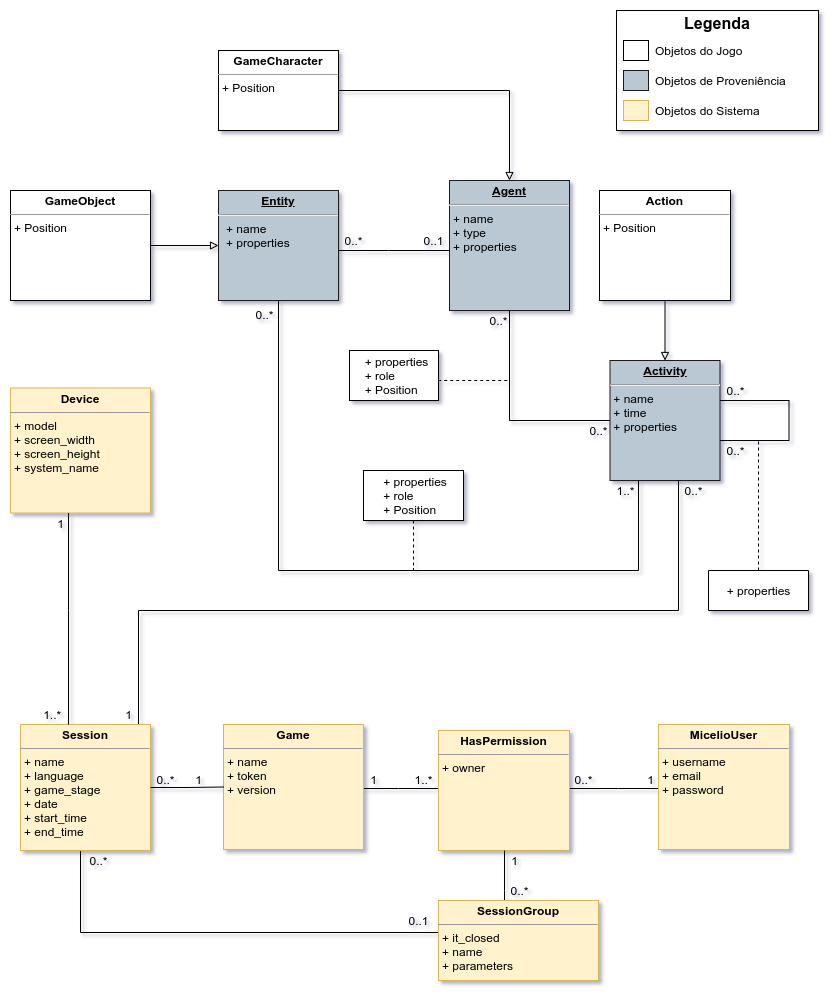 Legenda
Objetos do Jogo
Objetos de Proveniência
Objetos do Sistema
GameCharacter
+ Position
GameObject
+ Position
Entity
+ name
+ properties
0..*
0..1
Agent
+ name
+ type
+ properties
Action
+ Position
0..*
0..*
+ properties
+ role
+ Position
Activity
+ name
+ time
+ properties
0..*
0..*
0..*
1..*
0..*
Device
+ model
+ screen_width
+ screen_height
+ system_name
+ properties
+ role
+ Position
1
+ properties
1..*
1
Session
+ name
+ language
+ game_stage
+ date
+ start_time
+ end_time
0..*
1
Game
+ name
+ token
+ version
1
1..*
HasPermission
+ owner
0..*
1
MicelioUser
+ username
+ email
+ password
0..*
1
0..*
0..1
SessionGroup
+ it_closed
+ name
+ parameters